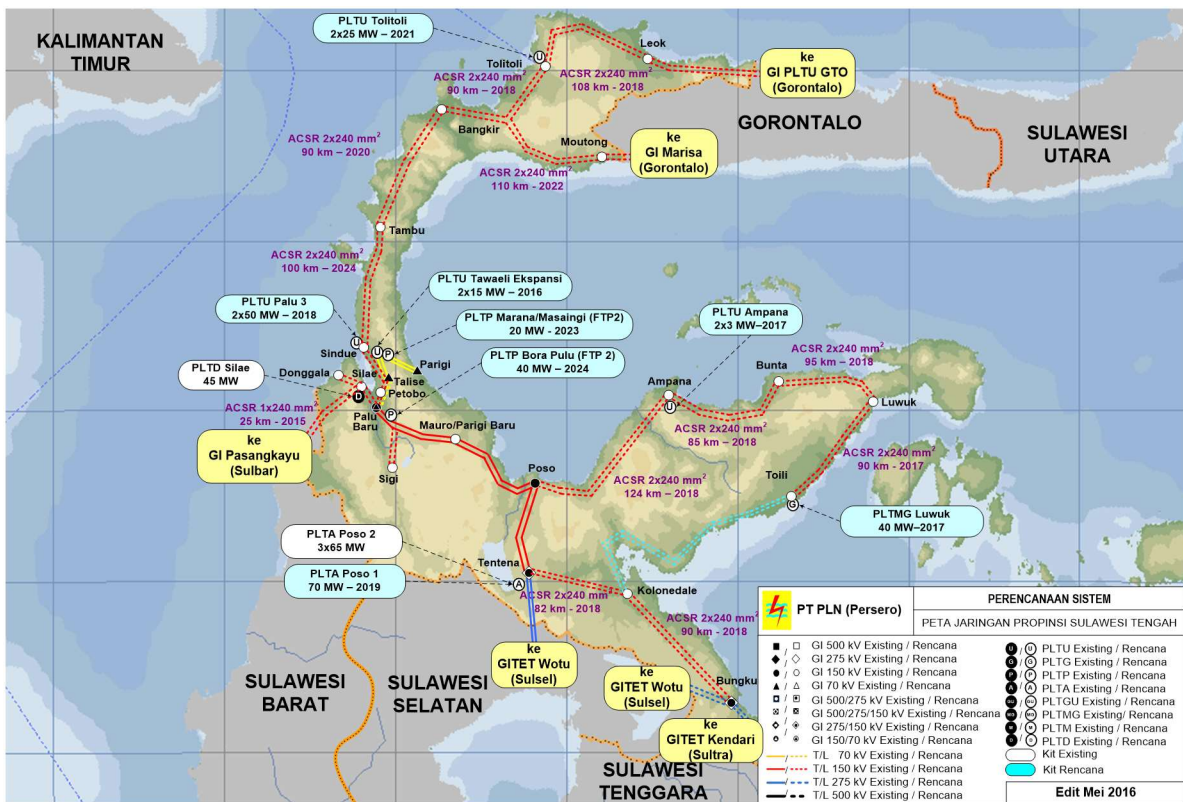 KALIMANTAN
TIMUR
PLTU Tolitoli
2x25 MW – 2021
U
Leok
Tolitoli
ke
GI PLTU GTO
(Gorontalo)
ACSR 2x240 mm²
90 km – 2018
ACSR 2x240 mm²
108 km - 2018
GORONTALO
SULAWESI
UTARA
Bangkir
Moutong
ke
GI Marisa
(Gorontalo)
ACSR 2x240 mm²
90 km – 2020
ACSR 2x240 mm²
110 km – 2022
Tambu
ACSR 2x240 mm²
100 km – 2024
PLTU Tawaeli Ekspansi
2x15 MW – 2016
PLTU Palu 3
2x50 MW – 2018
PLTP Marana/Masaingi (FTP2)
20 MW - 2023
PLTU Ampana
2x3 MW–2017
U
U
P
Sindue
Parigi
PLTP Bora Pulu (FTP 2)
40 MW – 2024
ACSR 2x240 mm²
95 km - 2018
PLTD Silae
45 MW
Donggala
Silae
Talise
Petobo
D
Palu
Baru
P
Ampana
U
Bunta
Luwuk
ACSR 1x240 mm²
25 km - 2015
Mauro/Parigi Baru
ACSR 2x240 mm²
85 km – 2018
ke
GI Pasangkayu
(Sulbar)
Sigi
Poso
ACSR 2x240 mm²
124 km – 2018
Toili
ACSR 2x240 mm²
90 km - 2017
G
PLTMG Luwuk
40 MW–2017
PLTA Poso 2
3x65 MW
PLTA Poso 1
70 MW – 2019
Tentena
A
ACSR 2x240 mm
82 km - 2018
Kolonedale
ACSR 2x240 mm²
90 km - 2018
ke
GITET Wotu
(Sulsel)
ke
GITET Wotu
(Sulsel)
Bungku
ke
GITET Kendari
(Sultra)
SULAWESI
BARAT
SULAWESI
SELATAN
SULAWESI
TENGGARA
PT PLN (Persero)
PERENCANAAN SISTEM
PETA JARINGAN PROPINSI SULAWESI TENGAH
GI 500 kV Existing / Rencana
GI 275 kV Existing / Rencana
GI 150 kV Existing / Rencana
GI 70 kV Existing / Rencana
GI 500/275 kV Existing / Rencana
GI 500/275/150 kV Existing / Rencana
GI 275/150 kV Existing / Rencana
GI 150/70 kV Existing / Rencana
T/L 70 kV Existing / Rencana
T/L 150 kV Existing / Rencana
T/L 275 kV Existing / Rencana
T/L 500 kV Existing / Rencana
U / U PLTU Existing / Rencana
G / G PLTG Existing / Rencana
P / P PLTP Existing / Rencana
A / A PLTA Existing / Rencana
GU / GU PLTGU Existing / Rencana
MG / MG PLTMG Existing/ Rencana
M / M PLTM Existing / Rencana
D / D PLTD Existing / Rencana
Kit Existing
Kit Rencana
Edit Mei 2016